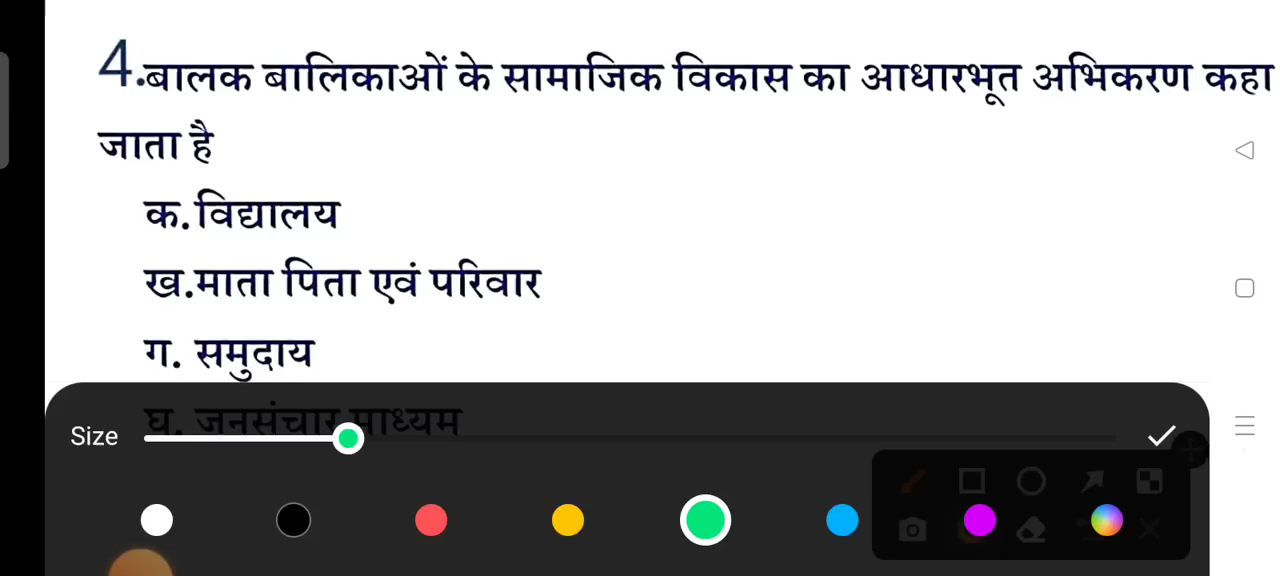 4.बालक बालिकाओं के सामाजिक विकास का आधारभूत अभिकरण कहा
जाता है
क.विद्यालय
ख.माता पिता एवं परिवार
ग. समुदाय
घ. जनसंचार माध्यम
Size